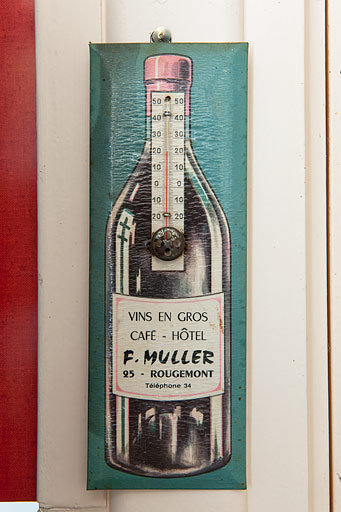 50 50
40 40
30 30
20 20
10 10
0 0
10 10
20 20
VINS EN GROS
CAFÉ - HÔTEL
F. MULLER
25 - ROUGEMONT
Téléphone 34